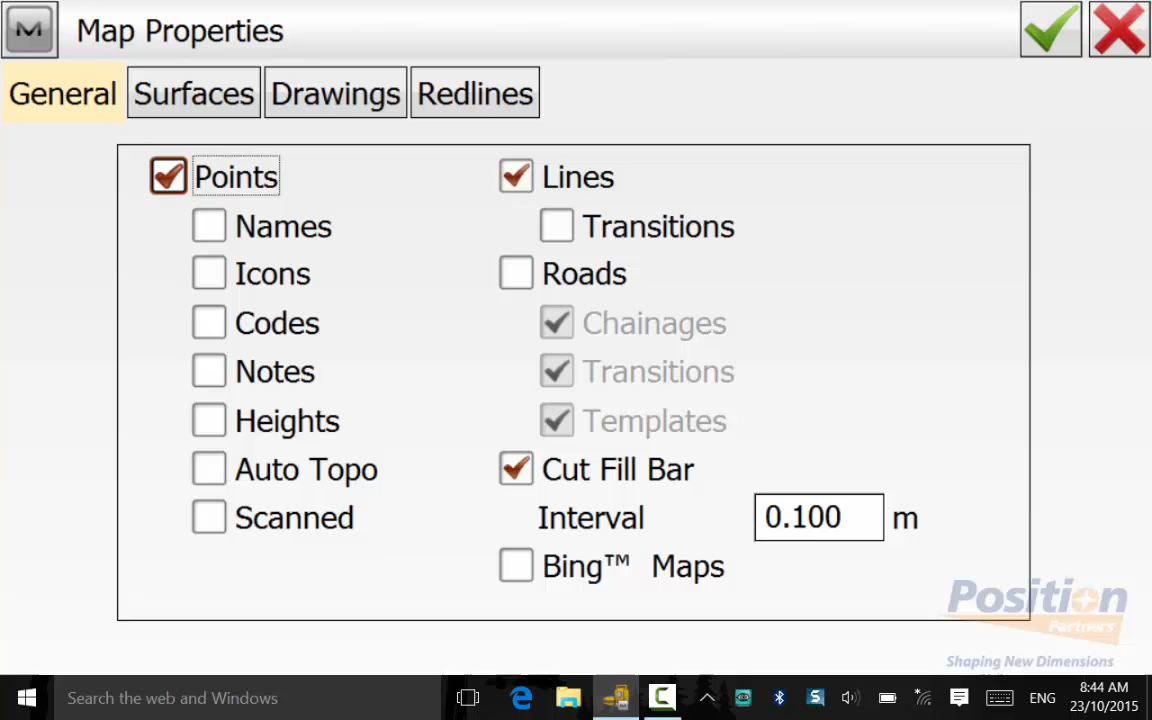 Map Properties
General Surfaces Drawings Redlines
Points
Names
Icons
Codes
Notes
Heights
Auto Topo
Scanned
Lines
Transitions
Roads
Chainages
Transitions
Templates
Cut Fill Bar
Interval 0.100 m
Bing™ Maps
Position
Partners
Shaping New Dimensions
Search the web and Windows
ENG
8:44 AM
23/10/2015